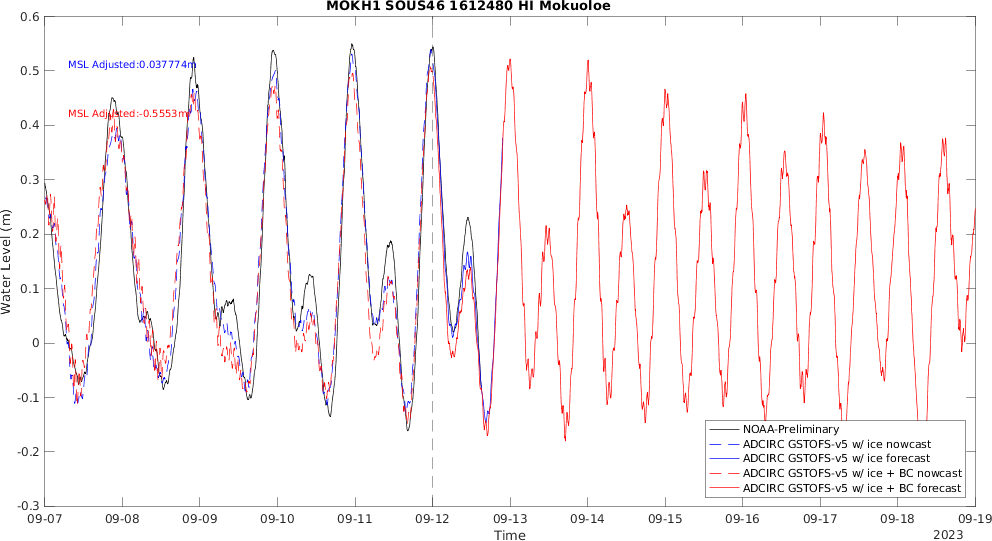 MOKH1 SOUS46 1612480 HI Mokuoloe
0.6
0.5
0.4
0.3
0.2
0.1
0
-0.1
-0.2
-0.3
Water Level (m)
MSL Adjusted:0.037774m
MSL Adjusted:-0.5553m
NOAA-Preliminary
ADCIRC GSTOFS-v5 w/ ice nowcast
ADCIRC GSTOFS-v5 w/ ice forecast
ADCIRC GSTOFS-v5 w/ ice + BC nowcast
ADCIRC GSTOFS-v5 w/ ice + BC forecast
09-07 09-08 09-09 09-10 09-11 09-12 09-13 09-14 09-15 09-16 09-17 09-18 09-19
Time
2023